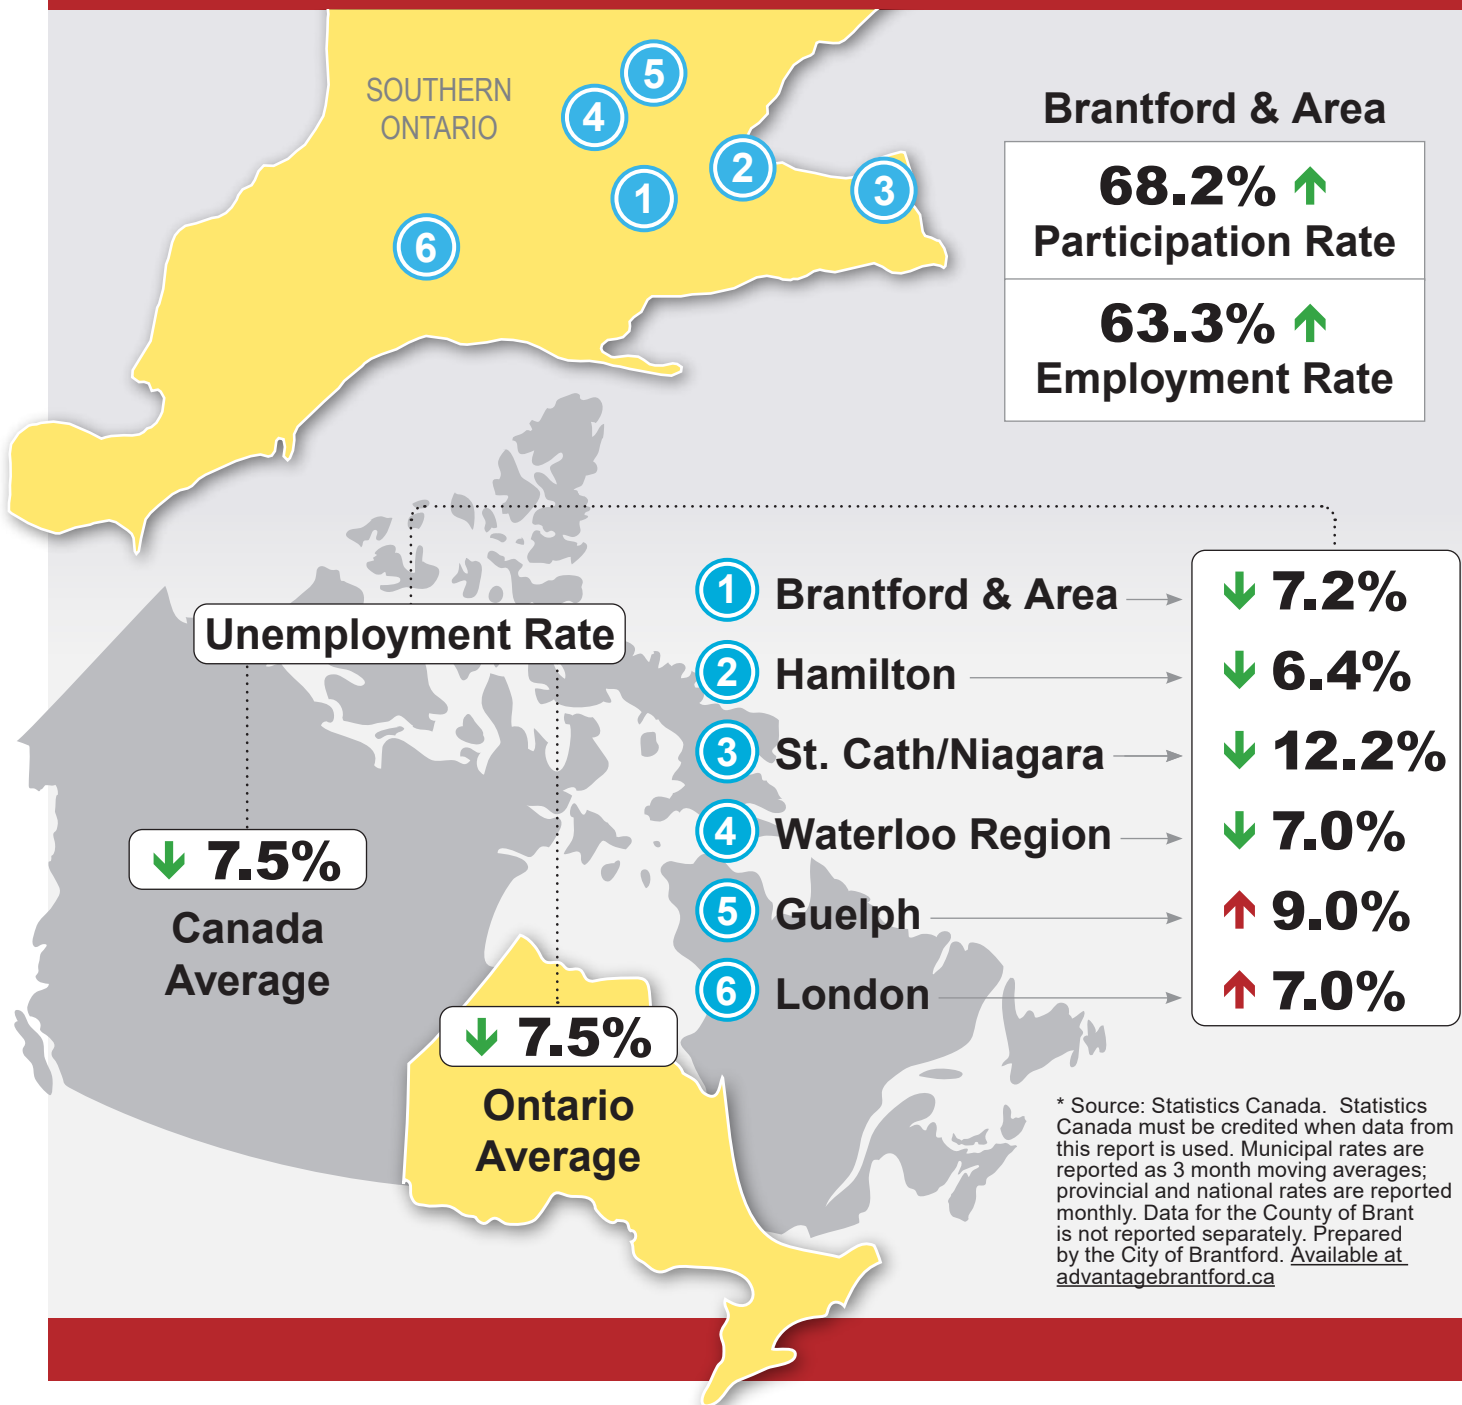 SOUTHERN
ONTARIO
5
4
2
1
3
6
Brantford & Area
68.2% ↑
Participation Rate
63.3% ↑
Employment Rate
Unemployment Rate
1 Brantford & Area → ↓ 7.2%
2 Hamilton → ↓ 6.4%
3 St. Cath/Niagara → ↓ 12.2%
4 Waterloo Region → ↓ 7.0%
5 Guelph → ↑ 9.0%
6 London → ↑ 7.0%
↓ 7.5%
Canada
Average
↓ 7.5%
Ontario
Average
* Source: Statistics Canada. Statistics
Canada must be credited when data from
this report is used. Municipal rates are
reported as 3 month moving averages;
provincial and national rates are reported
monthly. Data for the County of Brant
is not reported separately. Prepared
by the City of Brantford. Available at
advantagebrantford.ca